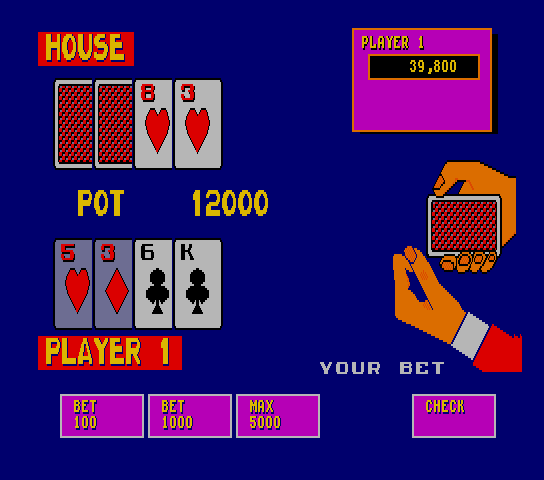 HOUSE
PLAYER 1
39,800
8 3
POT 12000
5 3 6 K
PLAYER 1
YOUR BET
BET
100
BET
1000
MAX
5000
CHECK